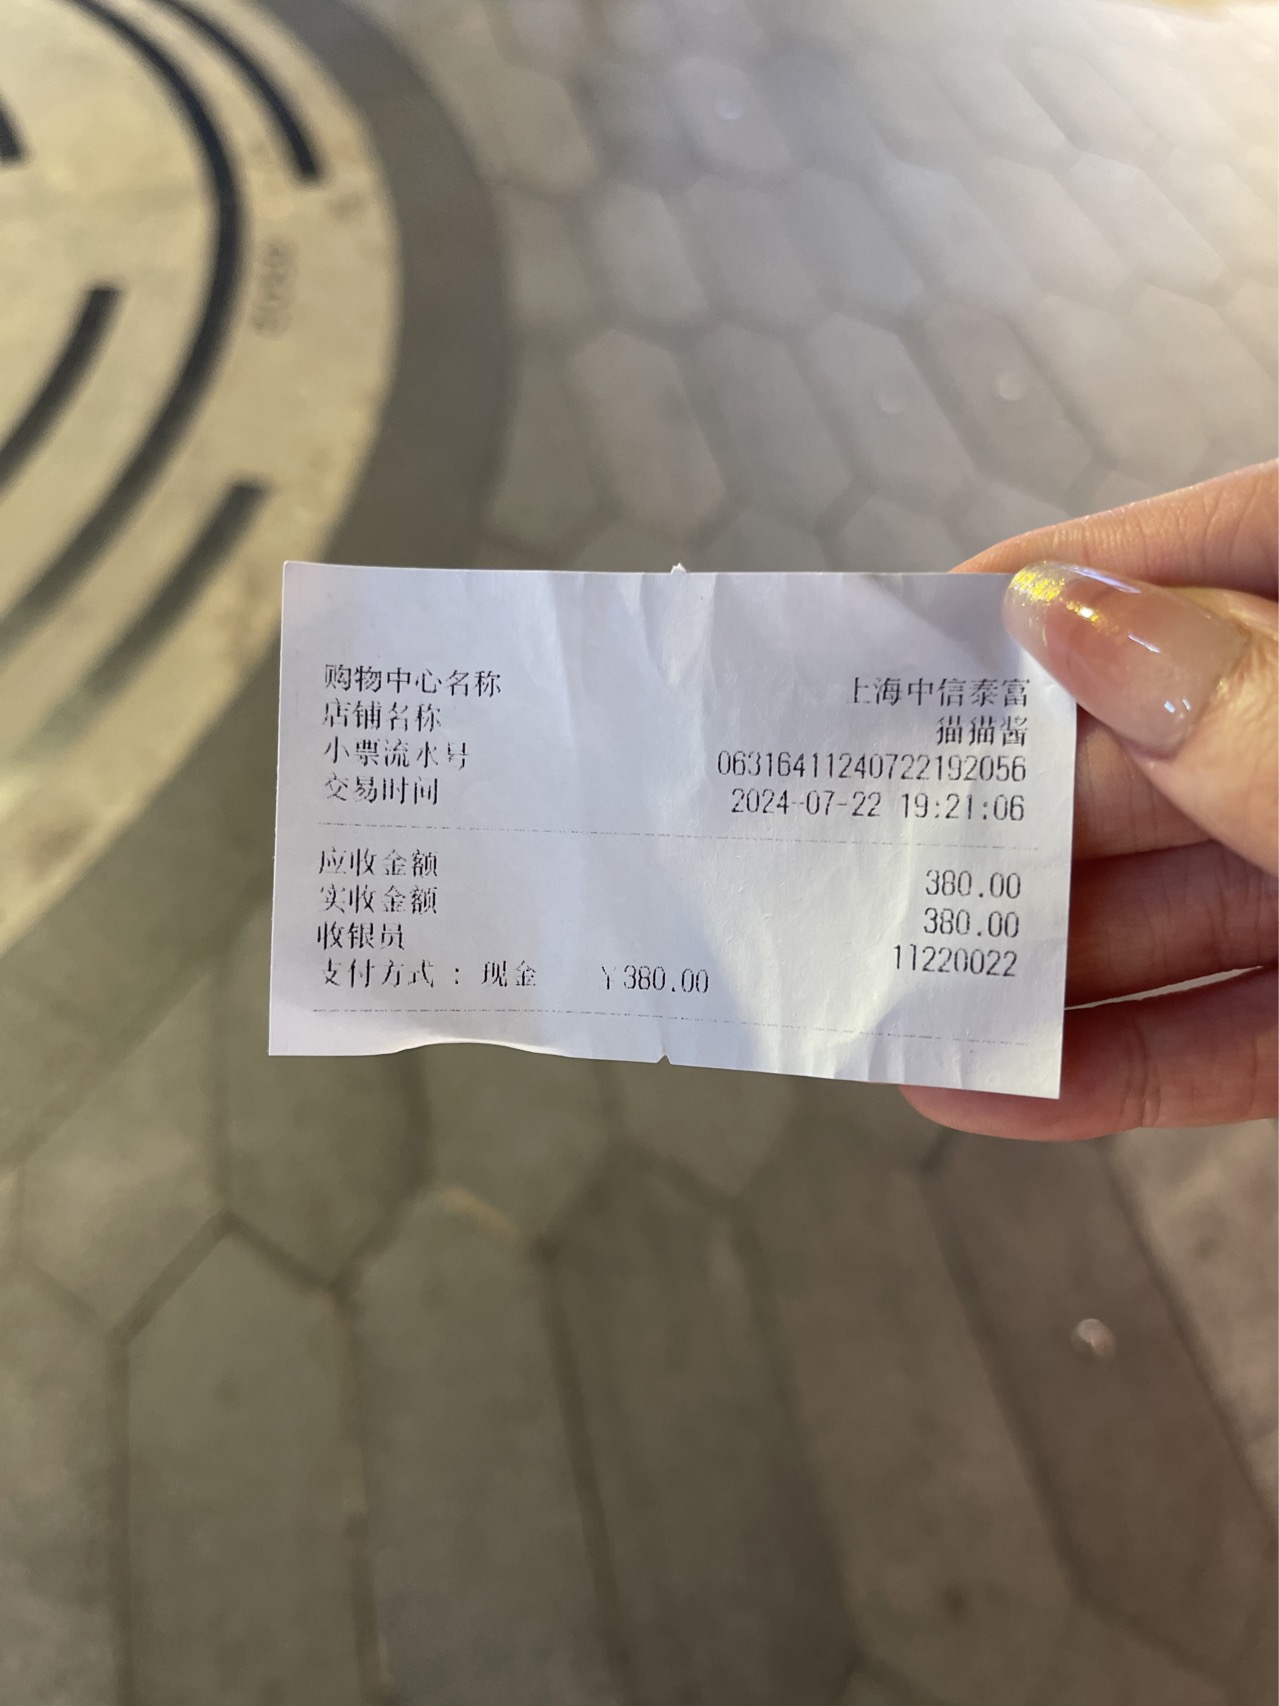 购物中心名称 上海中信泰富
店铺名称 猫猫酱
小票流水号 06316411240722192056
交易时间 2024-07-22 19:21:06
应收金额 380.00
实收金额 380.00
收银员 11220022
支付方式 : 现金 ¥380.00